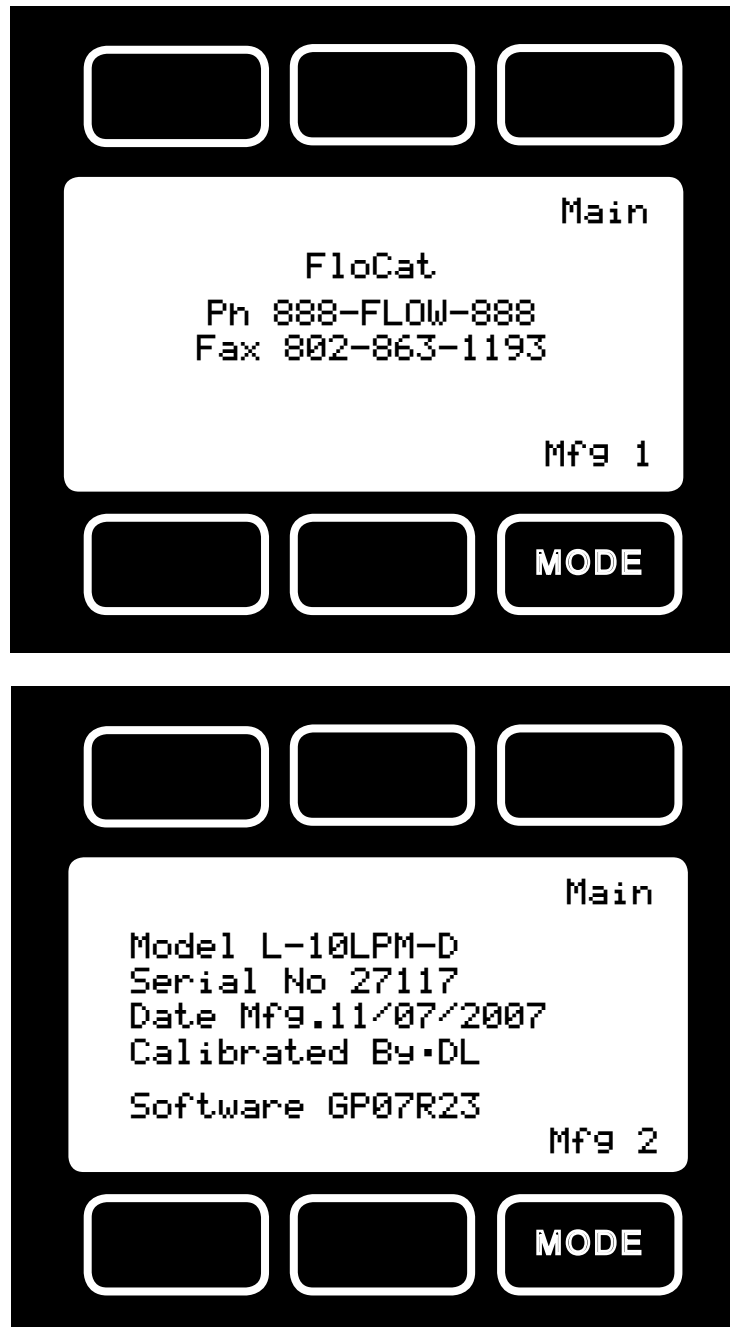 Main
FloCat
Ph 888-FLOW-888
Fax 802-863-1193
Mfg 1
MODE
Main
Model L-10LPM-D
Serial No 27117
Date Mfg.11/07/2007
Calibrated By·DL
Software GP07R23
Mfg 2
MODE